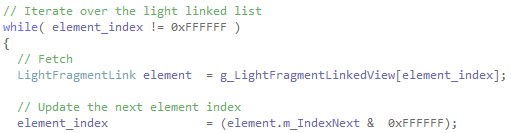 // Iterate over the light linked list
while( element_index != 0xFFFFFF )
{
// Fetch
LightFragmentLink element = g_LightFragmentLinkedView[element_index];
// Update the next element index
element_index = (element.m_IndexNext & 0xFFFFFF);